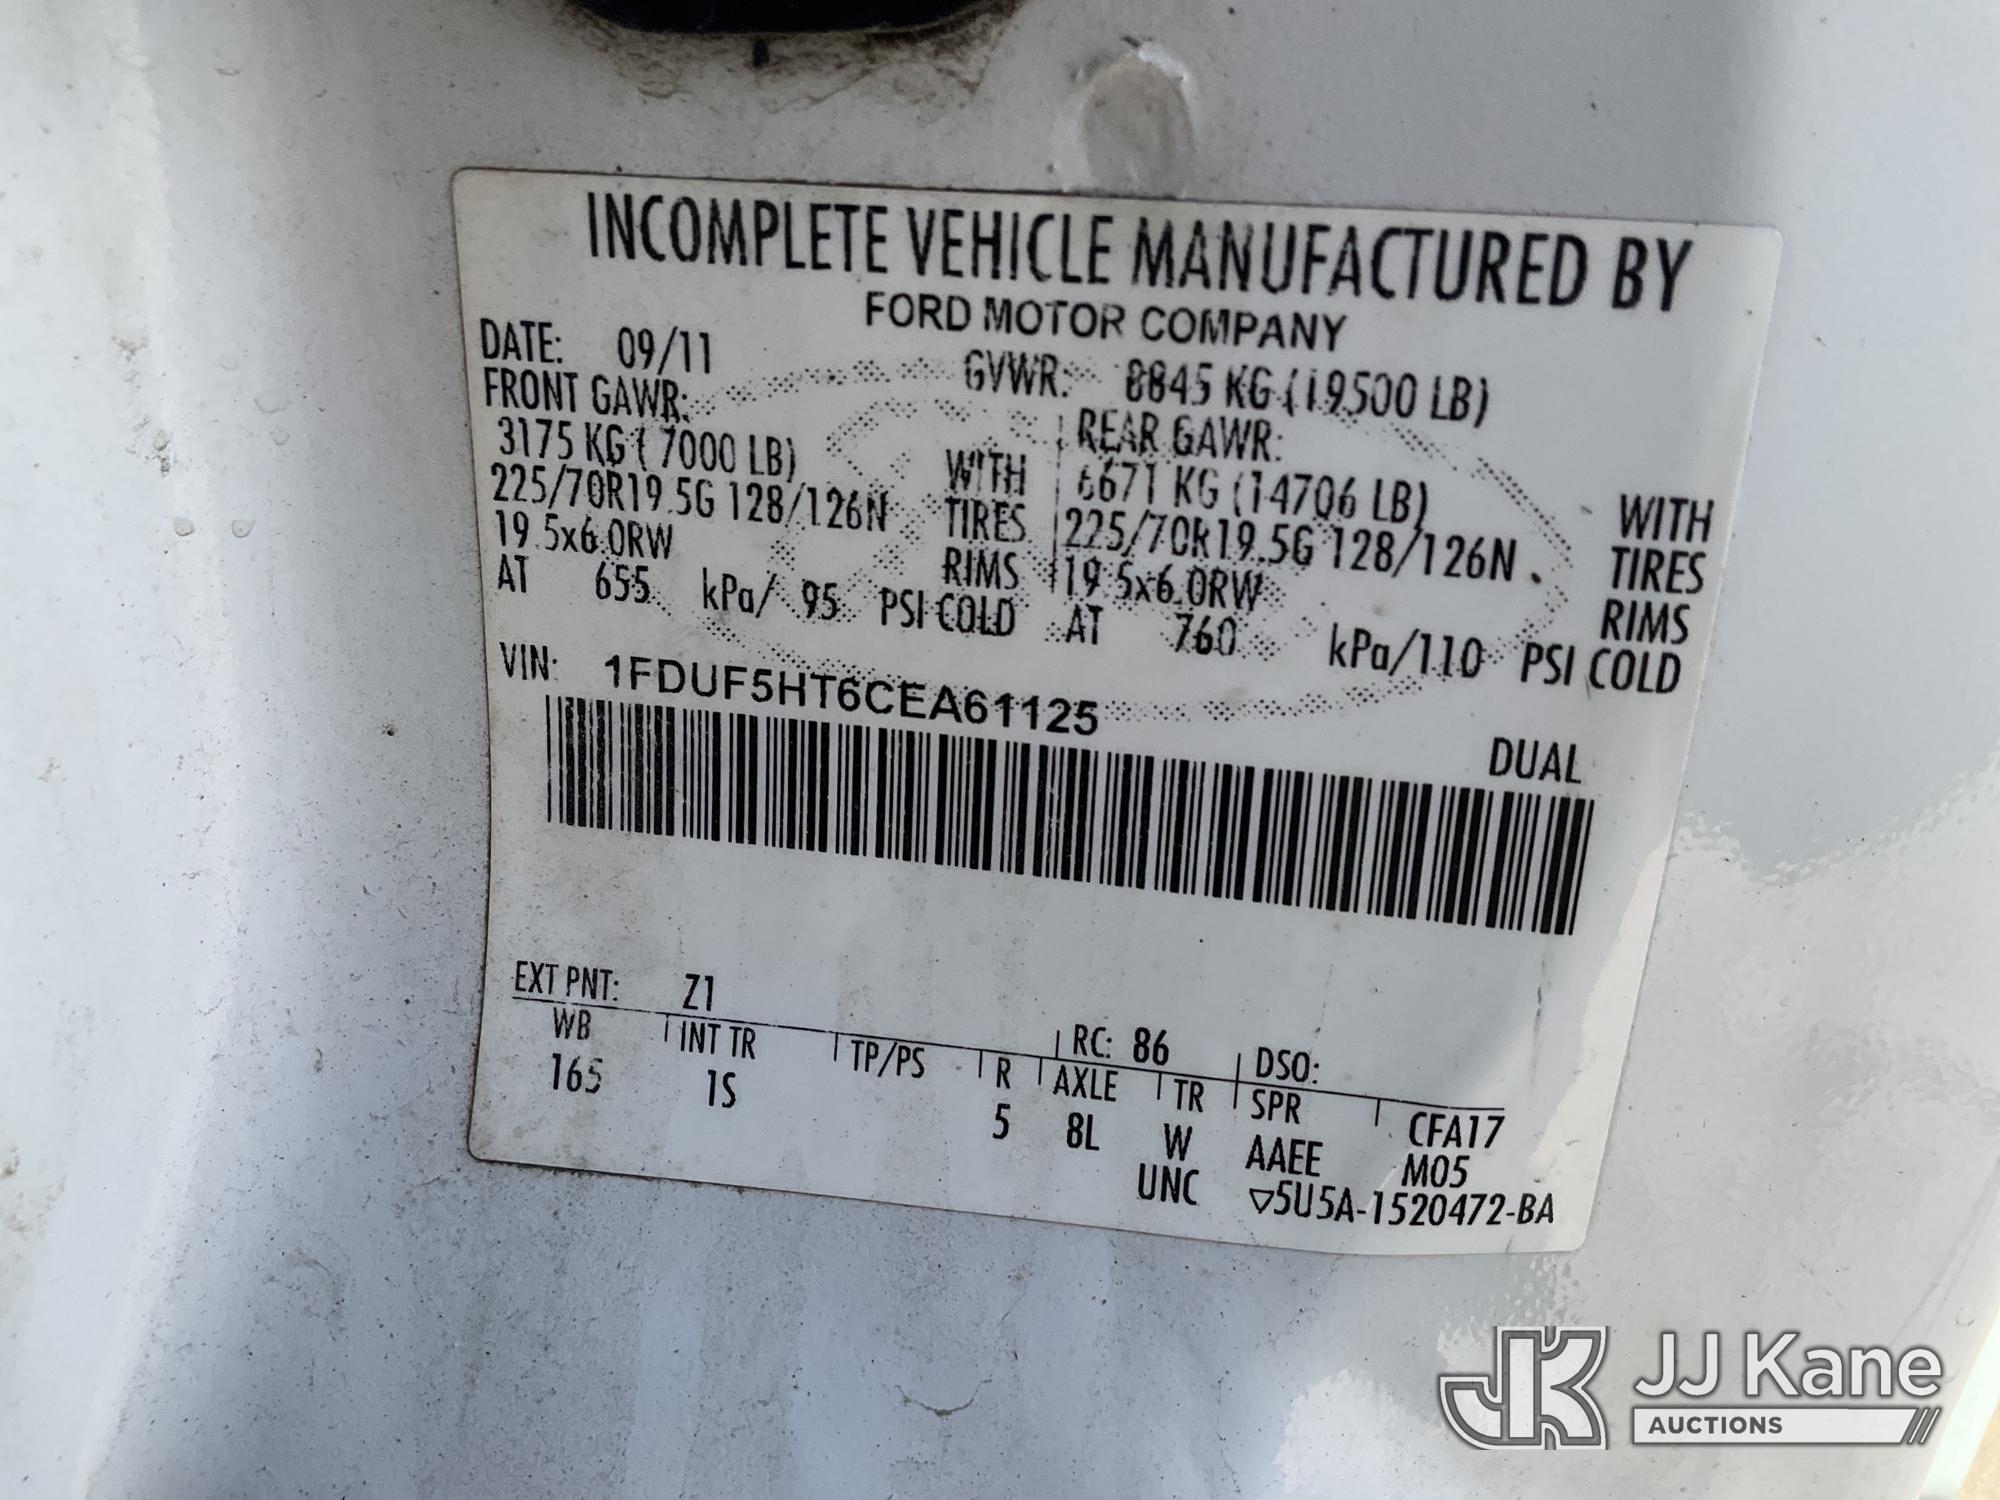 INCOMPLETE VEHICLE MANUFACTURED BY
FORD MOTOR COMPANY
DATE: 09/11 GVWR: 8845 KG (19500 LB)
FRONT GAWR: REAR GAWR:
3175 KG ( 7000 LB) WITH 6671 KG (14706 LB) WITH
225/70R19.5G 128/126N TIRES 225/70R19.5G 128/126N TIRES
19.5x6.0RW RIMS 19.5x6.0RW RIMS
AT 655 kPa/ 95 PSI COLD AT 760 kPa/110 PSI COLD
VIN: 1FDUF5HT6CEA61125
DUAL
EXT PNT: Z1 RC: 86 DSO:
WB INT TR TP/PS R AXLE TR SPR CFA17
165 1S 5 8L W AAEE M05
UNC ▽5U5A-1520472-BA
JK JJ Kane
AUCTIONS